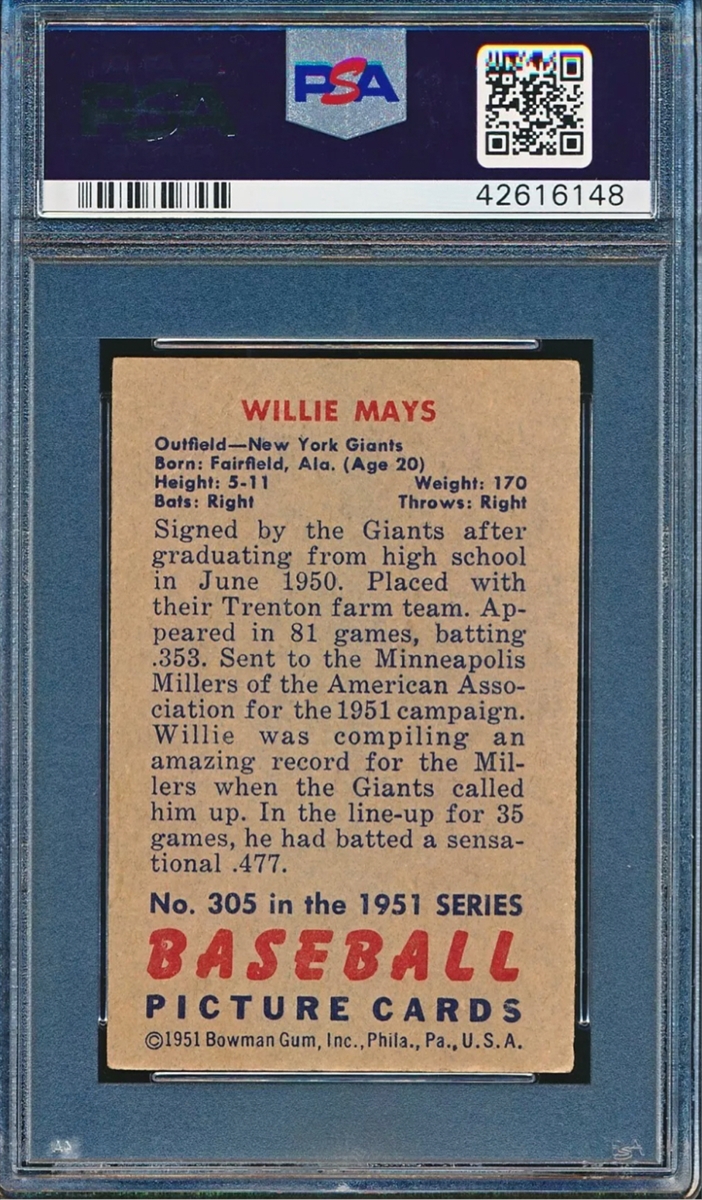 PSA
PSA
42616148
WILLIE MAYS
Outfield—New York Giants
Born: Fairfield, Ala. (Age 20)
Height: 5-11 Weight: 170
Bats: Right Throws: Right
Signed by the Giants after
graduating from high school
in June 1950. Placed with
their Trenton farm team. Ap-
peared in 81 games, batting
.353. Sent to the Minneapolis
Millers of the American Asso-
ciation for the 1951 campaign.
Willie was compiling an
amazing record for the Mil-
lers when the Giants called
him up. In the line-up for 35
games, he had batted a sensa-
tional .477.
No. 305 in the 1951 SERIES
BASEBALL
PICTURE CARDS
©1951 Bowman Gum, Inc., Phila., Pa., U.S.A.